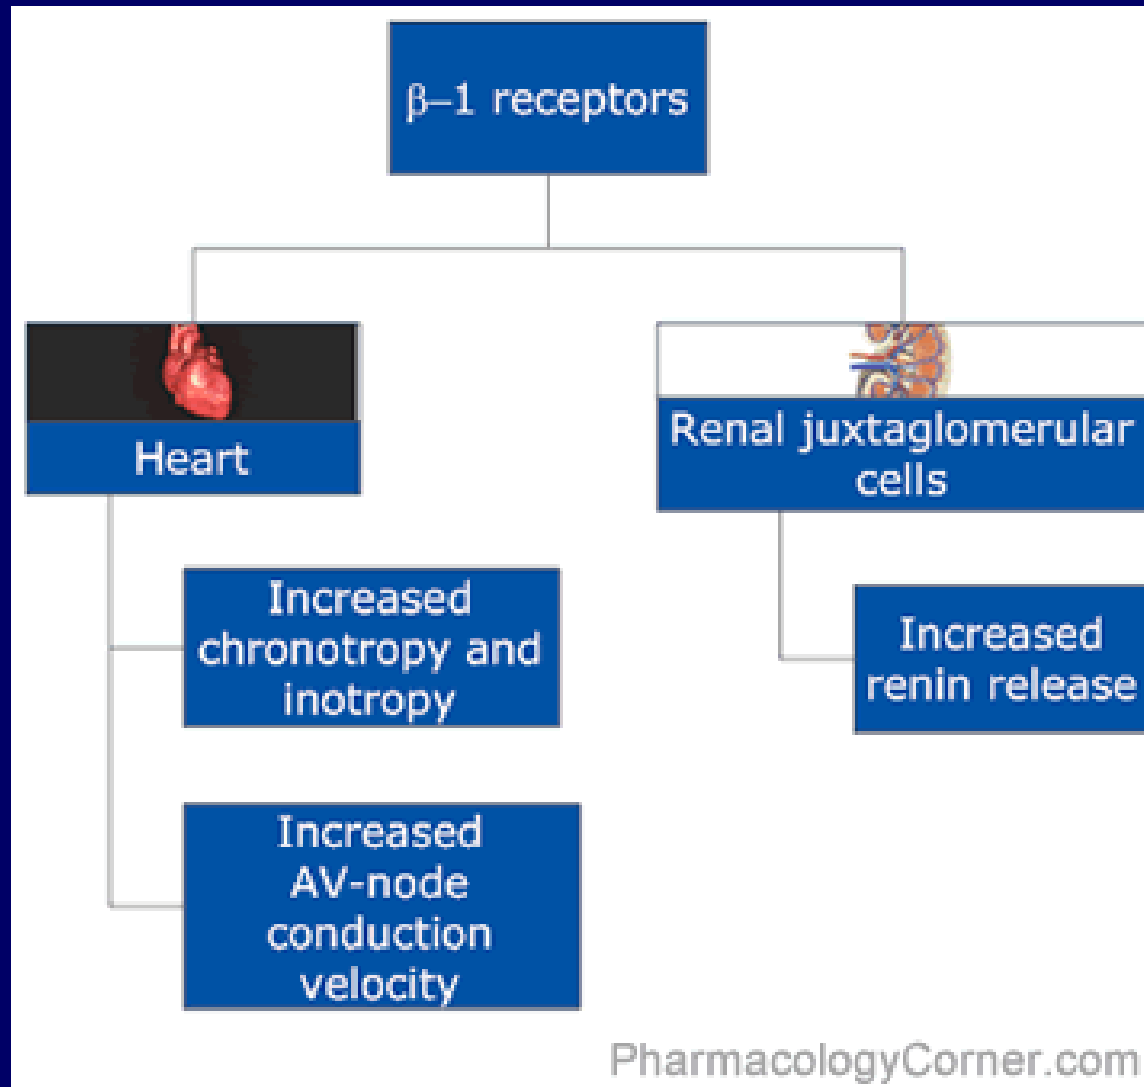 β–1 receptors
Heart
Increased
chronotropy and
inotropy
Increased
AV-node
conduction
velocity
Renal juxtaglomerular
cells
Increased
renin release
PharmacologyCorner.com